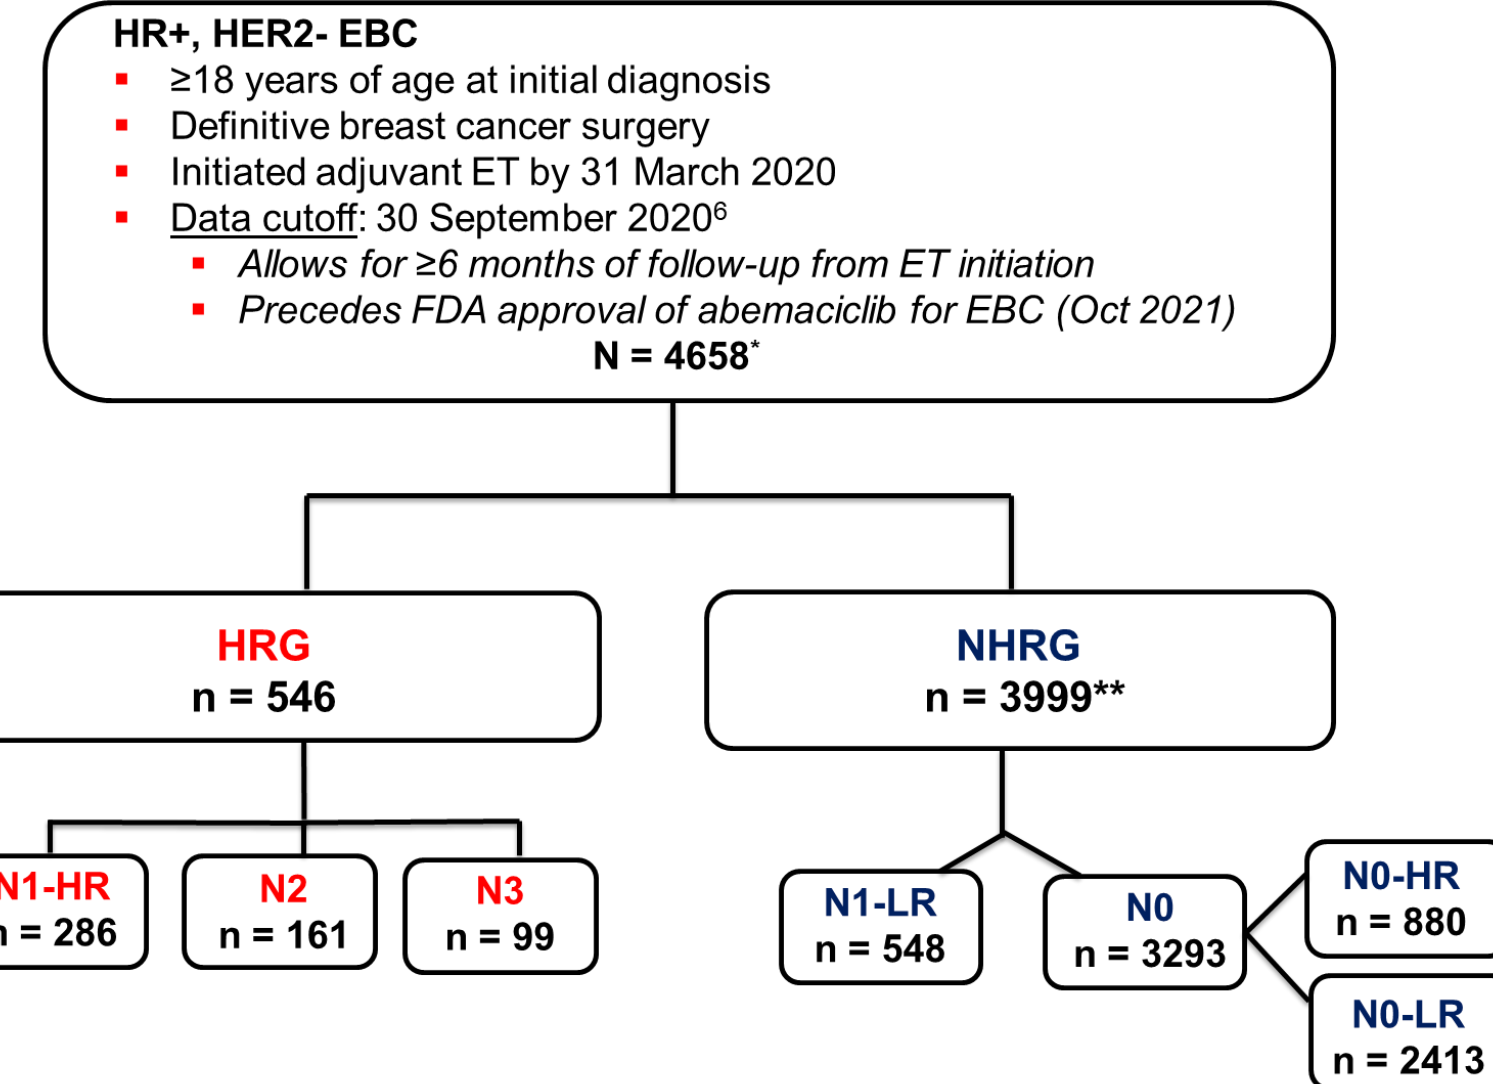 HR+, HER2- EBC
▪ ≥18 years of age at initial diagnosis
▪ Definitive breast cancer surgery
▪ Initiated adjuvant ET by 31 March 2020
▪ Data cutoff: 30 September 2020⁶
▪ Allows for ≥6 months of follow-up from ET initiation
▪ Precedes FDA approval of abemaciclib for EBC (Oct 2021)
N = 4658*
HRG
n = 546
NHRG
n = 3999**
N1-HR
n = 286
N2
n = 161
N3
n = 99
N1-LR
n = 548
N0
n = 3293
N0-HR
n = 880
N0-LR
n = 2413